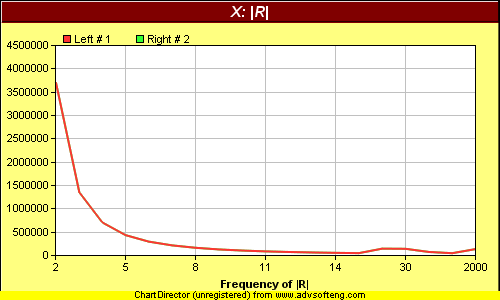 X: |R|
Left # 1 Right # 2
4500000
4000000
3500000
3000000
2500000
2000000
1500000
1000000
500000
0
2 5 8 11 14 30 2000
Frequency of |R|
ChartDirector (unregistered) from www.advsofteng.com